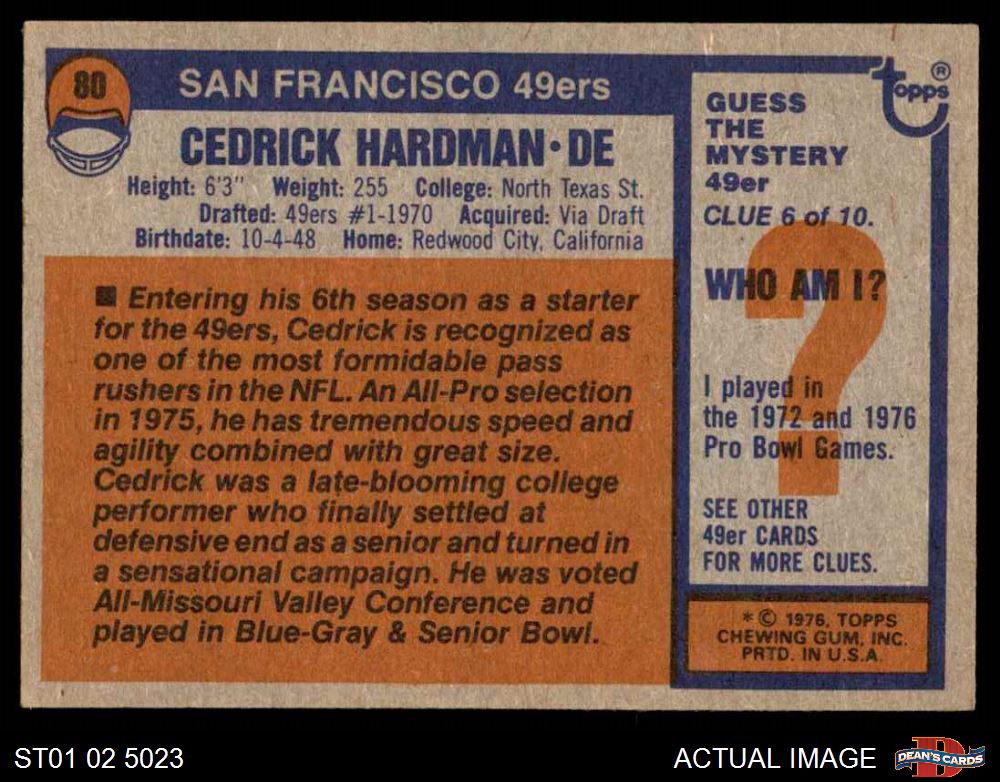 80
SAN FRANCISCO 49ers
CEDRICK HARDMAN • DE
Height: 6'3" Weight: 255 College: North Texas St.
Drafted: 49ers #1-1970 Acquired: Via Draft
Birthdate: 10-4-48 Home: Redwood City, California
■ Entering his 6th season as a starter
for the 49ers, Cedrick is recognized as
one of the most formidable pass
rushers in the NFL. An All-Pro selection
in 1975, he has tremendous speed and
agility combined with great size.
Cedrick was a late-blooming college
performer who finally settled at
defensive end as a senior and turned in
a sensational campaign. He was voted
All-Missouri Valley Conference and
played in Blue-Gray & Senior Bowl.
topps ®
GUESS
THE
MYSTERY
49er
CLUE 6 of 10.
WHO AM I?
?
I played in
the 1972 and 1976
Pro Bowl Games.
SEE OTHER
49er CARDS
FOR MORE CLUES.
* © 1976, TOPPS
CHEWING GUM, INC.
PRTD. IN U.S.A.
ST01 02 5023
ACTUAL IMAGE
D
DEAN'S CARDS